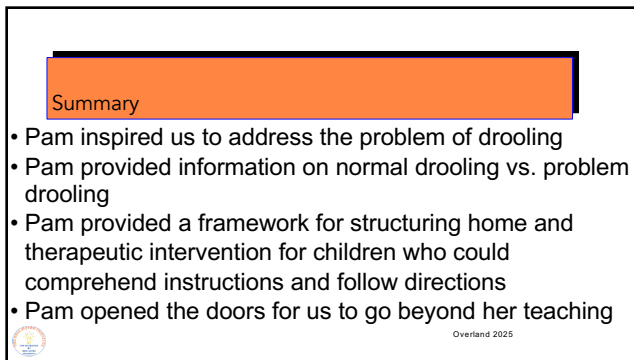 Summary
• Pam inspired us to address the problem of drooling
• Pam provided information on normal drooling vs. problem
drooling
• Pam provided a framework for structuring home and
therapeutic intervention for children who could
comprehend instructions and follow directions
• Pam opened the doors for us to go beyond her teaching
Overland 2025